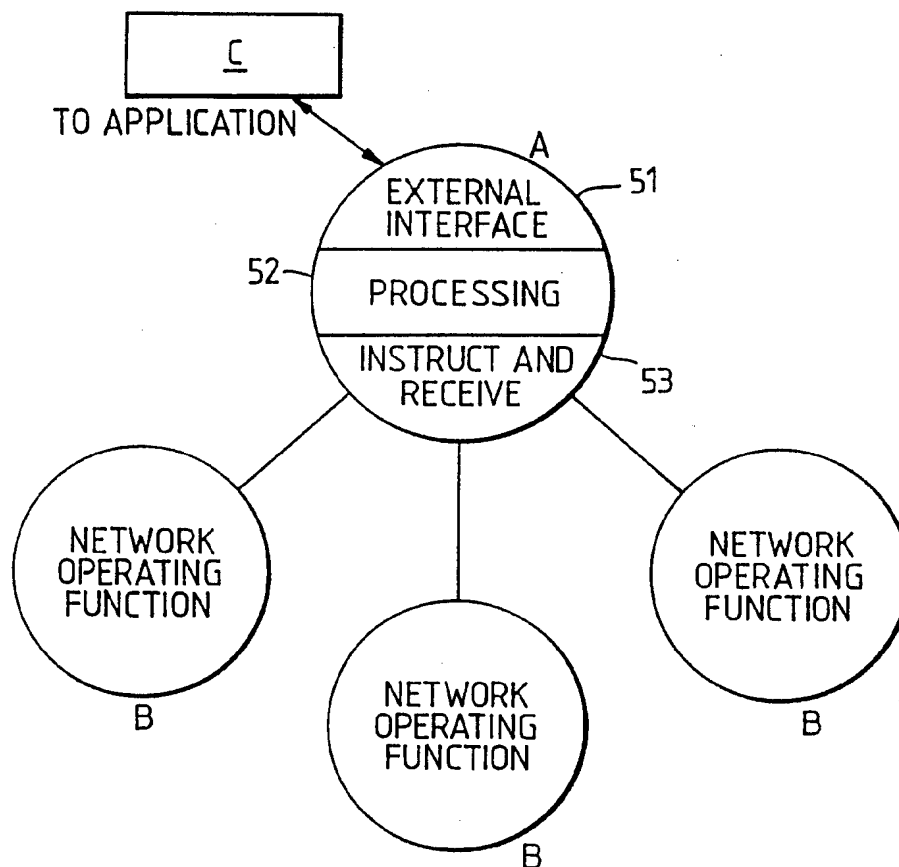 C
TO APPLICATION
A
51
EXTERNAL
INTERFACE
52
PROCESSING
INSTRUCT AND
RECEIVE
53
NETWORK
OPERATING
FUNCTION
B
NETWORK
OPERATING
FUNCTION
B
NETWORK
OPERATING
FUNCTION
B